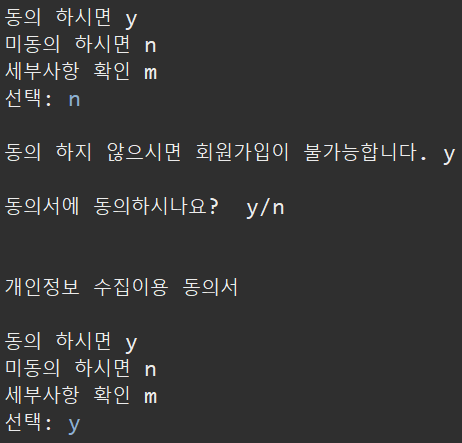 동의 하시면 y
미동의 하시면 n
세부사항 확인 m
선택: n
동의 하지 않으시면 회원가입이 불가능합니다. y
동의서에 동의하시나요?  y/n
개인정보 수집이용 동의서
동의 하시면 y
미동의 하시면 n
세부사항 확인 m
선택: y